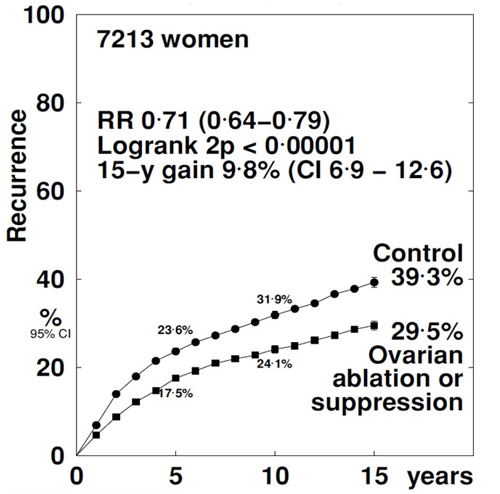 100
7213 women
80
RR 0·71 (0·64–0·79)
Logrank 2p < 0·00001
15–y gain 9·8% (CI 6·9 – 12·6)
60
Recurrence
Control
39·3%
40
31·9%
%
95% CI
23·6%
29·5%
Ovarian
ablation or
suppression
24·1%
20
17·5%
0
0 5 10 15 years